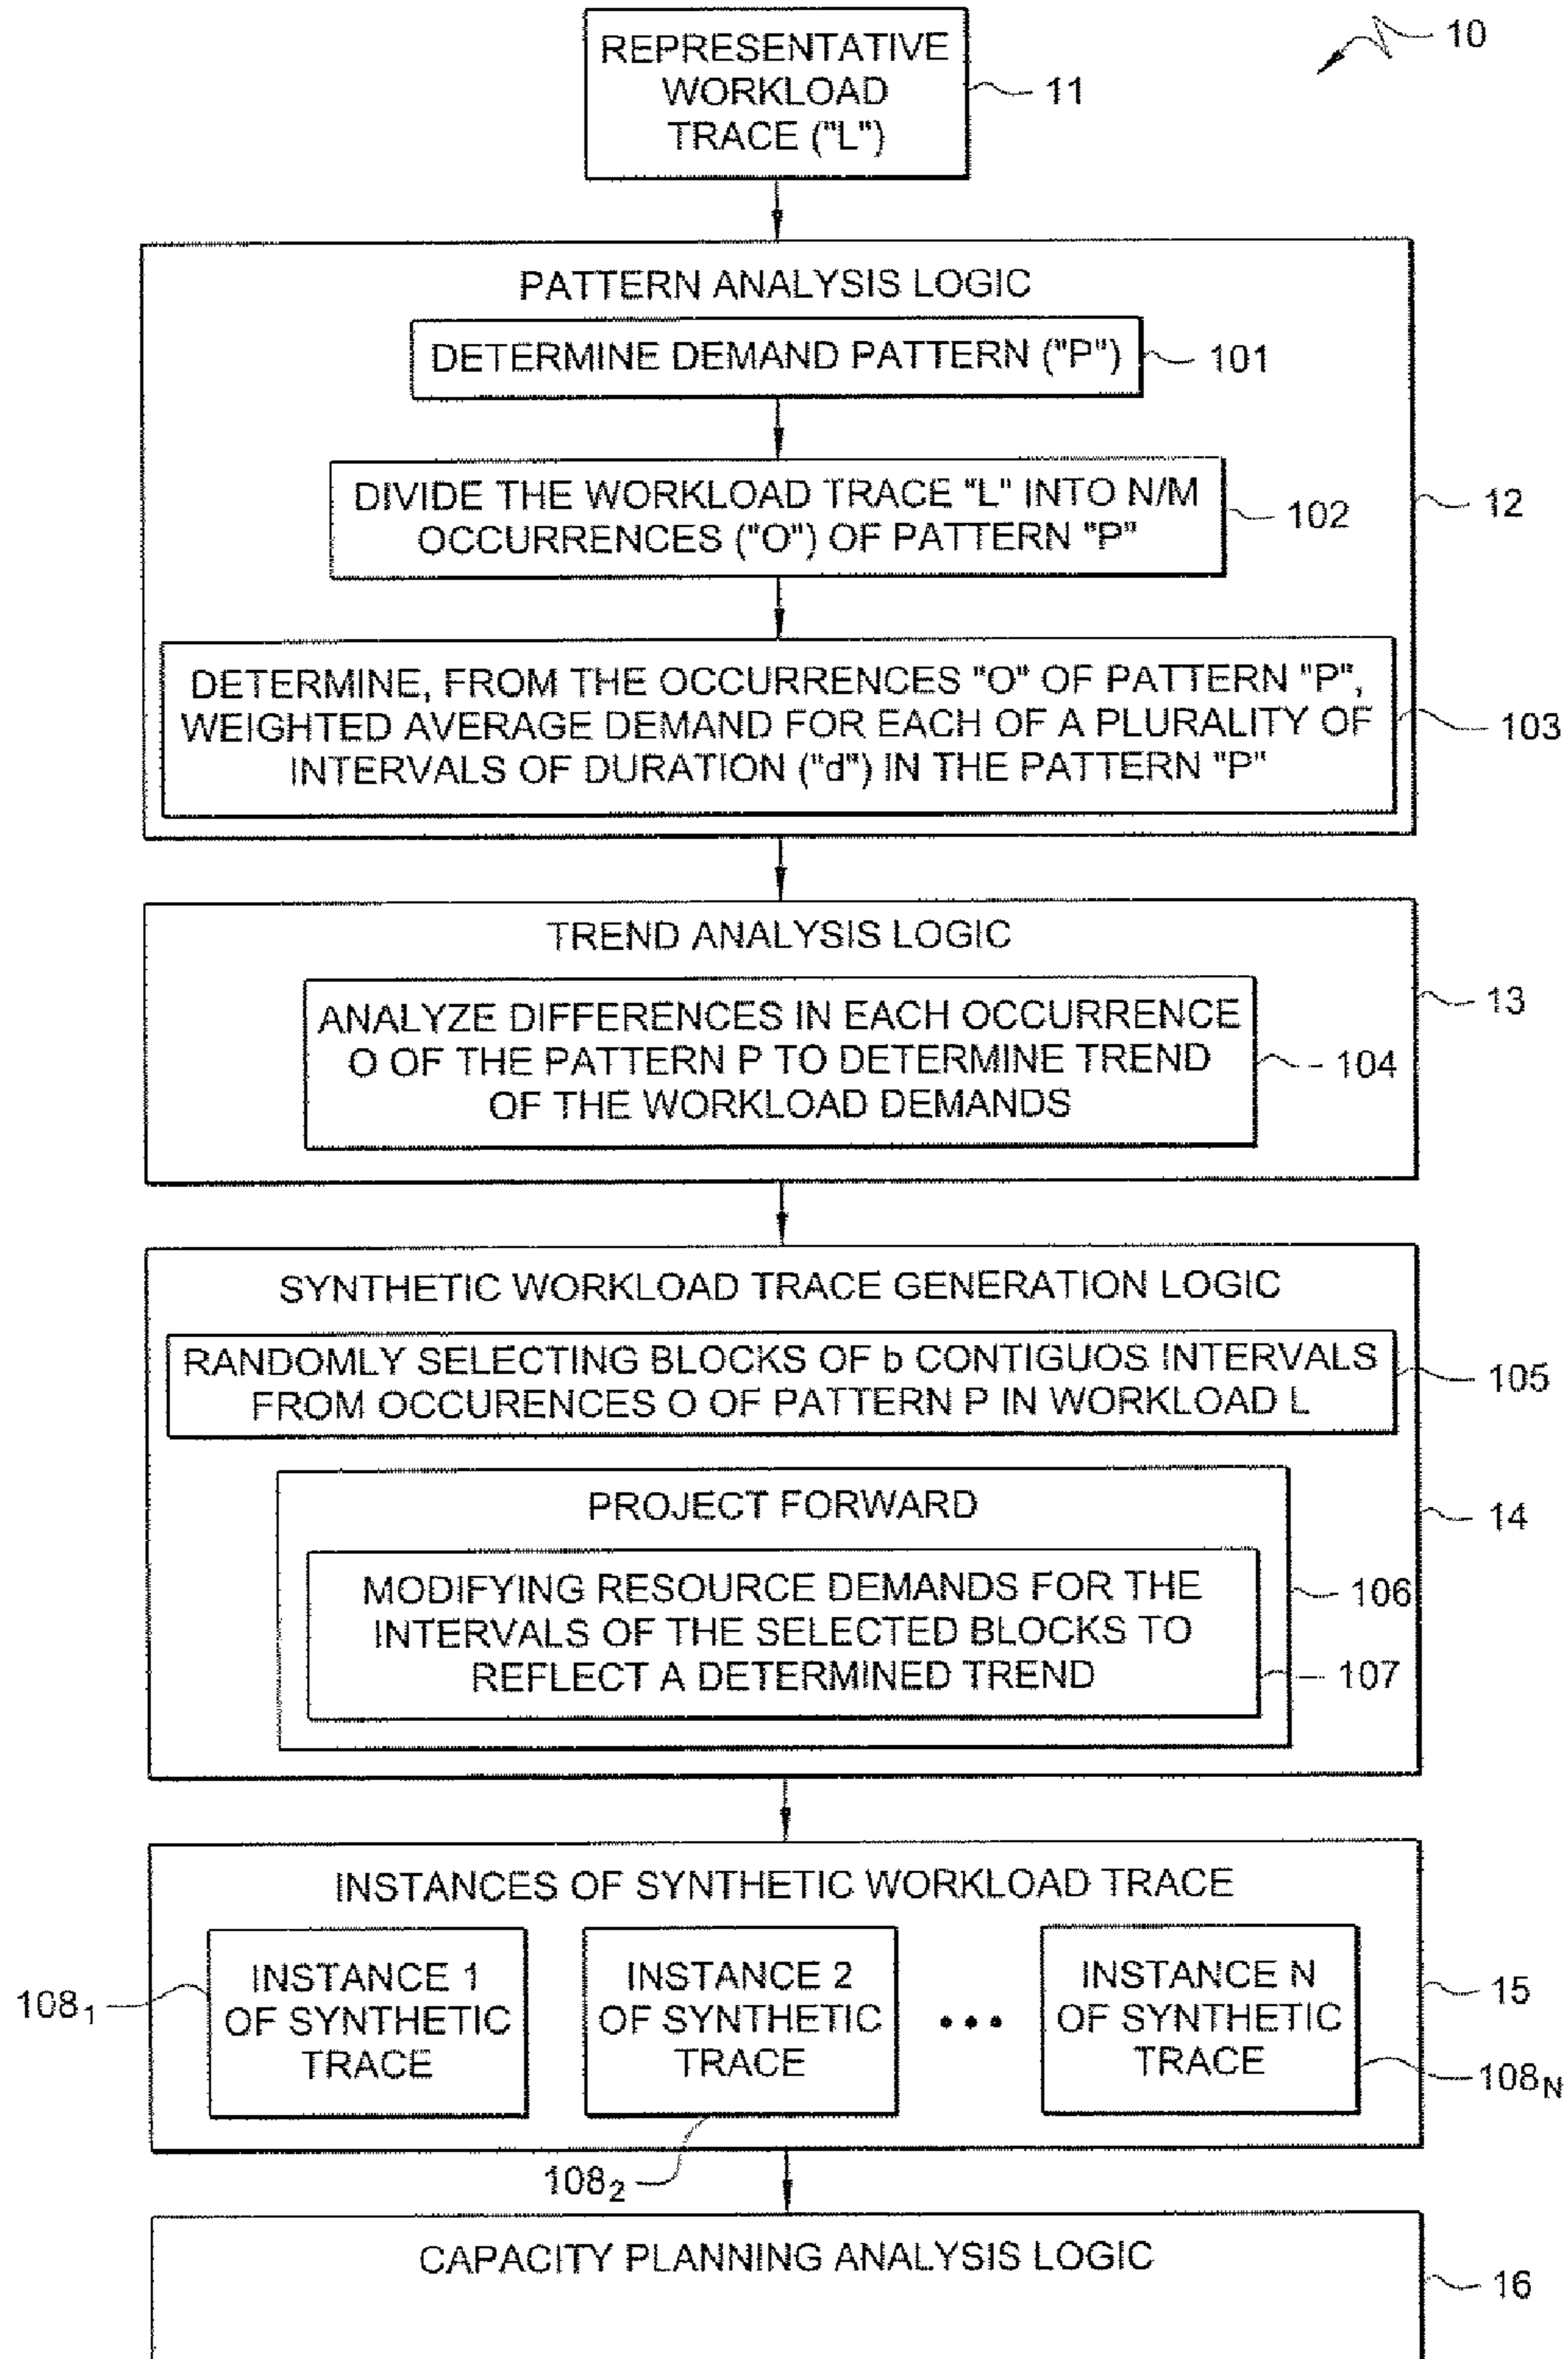 10
REPRESENTATIVE
WORKLOAD
TRACE ("L")
11
PATTERN ANALYSIS LOGIC
DETERMINE DEMAND PATTERN ("P")
101
DIVIDE THE WORKLOAD TRACE "L" INTO N/M
OCCURRENCES ("O") OF PATTERN "P"
102
12
DETERMINE, FROM THE OCCURRENCES "O" OF PATTERN "P",
WEIGHTED AVERAGE DEMAND FOR EACH OF A PLURALITY OF
INTERVALS OF DURATION ("d") IN THE PATTERN "P"
103
TREND ANALYSIS LOGIC
ANALYZE DIFFERENCES IN EACH OCCURRENCE
O OF THE PATTERN P TO DETERMINE TREND
OF THE WORKLOAD DEMANDS
104
13
SYNTHETIC WORKLOAD TRACE GENERATION LOGIC
RANDOMLY SELECTING BLOCKS OF b CONTIGUOS INTERVALS
FROM OCCURENCES O OF PATTERN P IN WORKLOAD L
105
PROJECT FORWARD
14
MODIFYING RESOURCE DEMANDS FOR THE
INTERVALS OF THE SELECTED BLOCKS TO
REFLECT A DETERMINED TREND
106
107
INSTANCES OF SYNTHETIC WORKLOAD TRACE
INSTANCE 1
OF SYNTHETIC
TRACE
108₁
INSTANCE 2
OF SYNTHETIC
TRACE
108₂
•••
INSTANCE N
OF SYNTHETIC
TRACE
108N
15
CAPACITY PLANNING ANALYSIS LOGIC
16